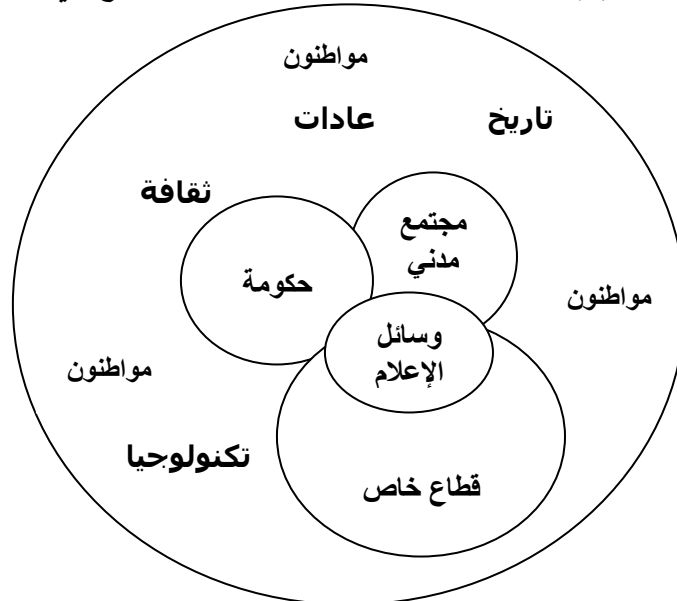 مواطنون
عادات
تاريخ
ثقافة
مجتمع
مدني
حكومة
مواطنون
وسائل
الإعلام
مواطنون
تكنولوجيا
قطاع خاص